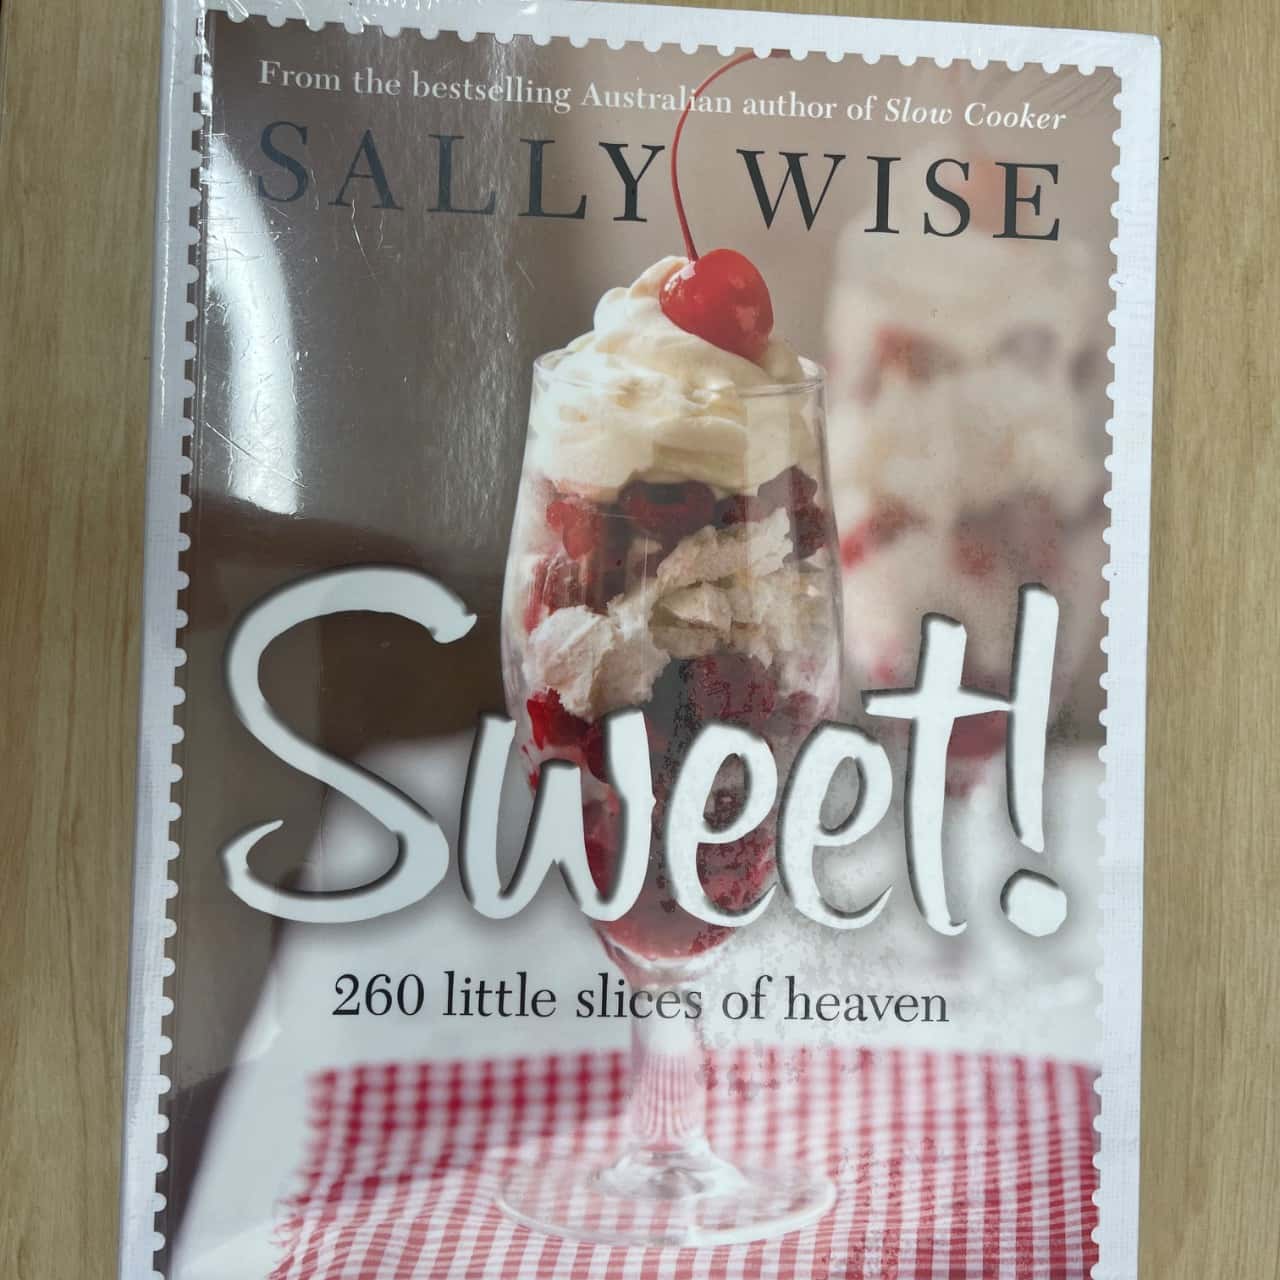 From the bestselling Australian author of Slow Cooker
SALLY WISE
Sweet!
260 little slices of heaven